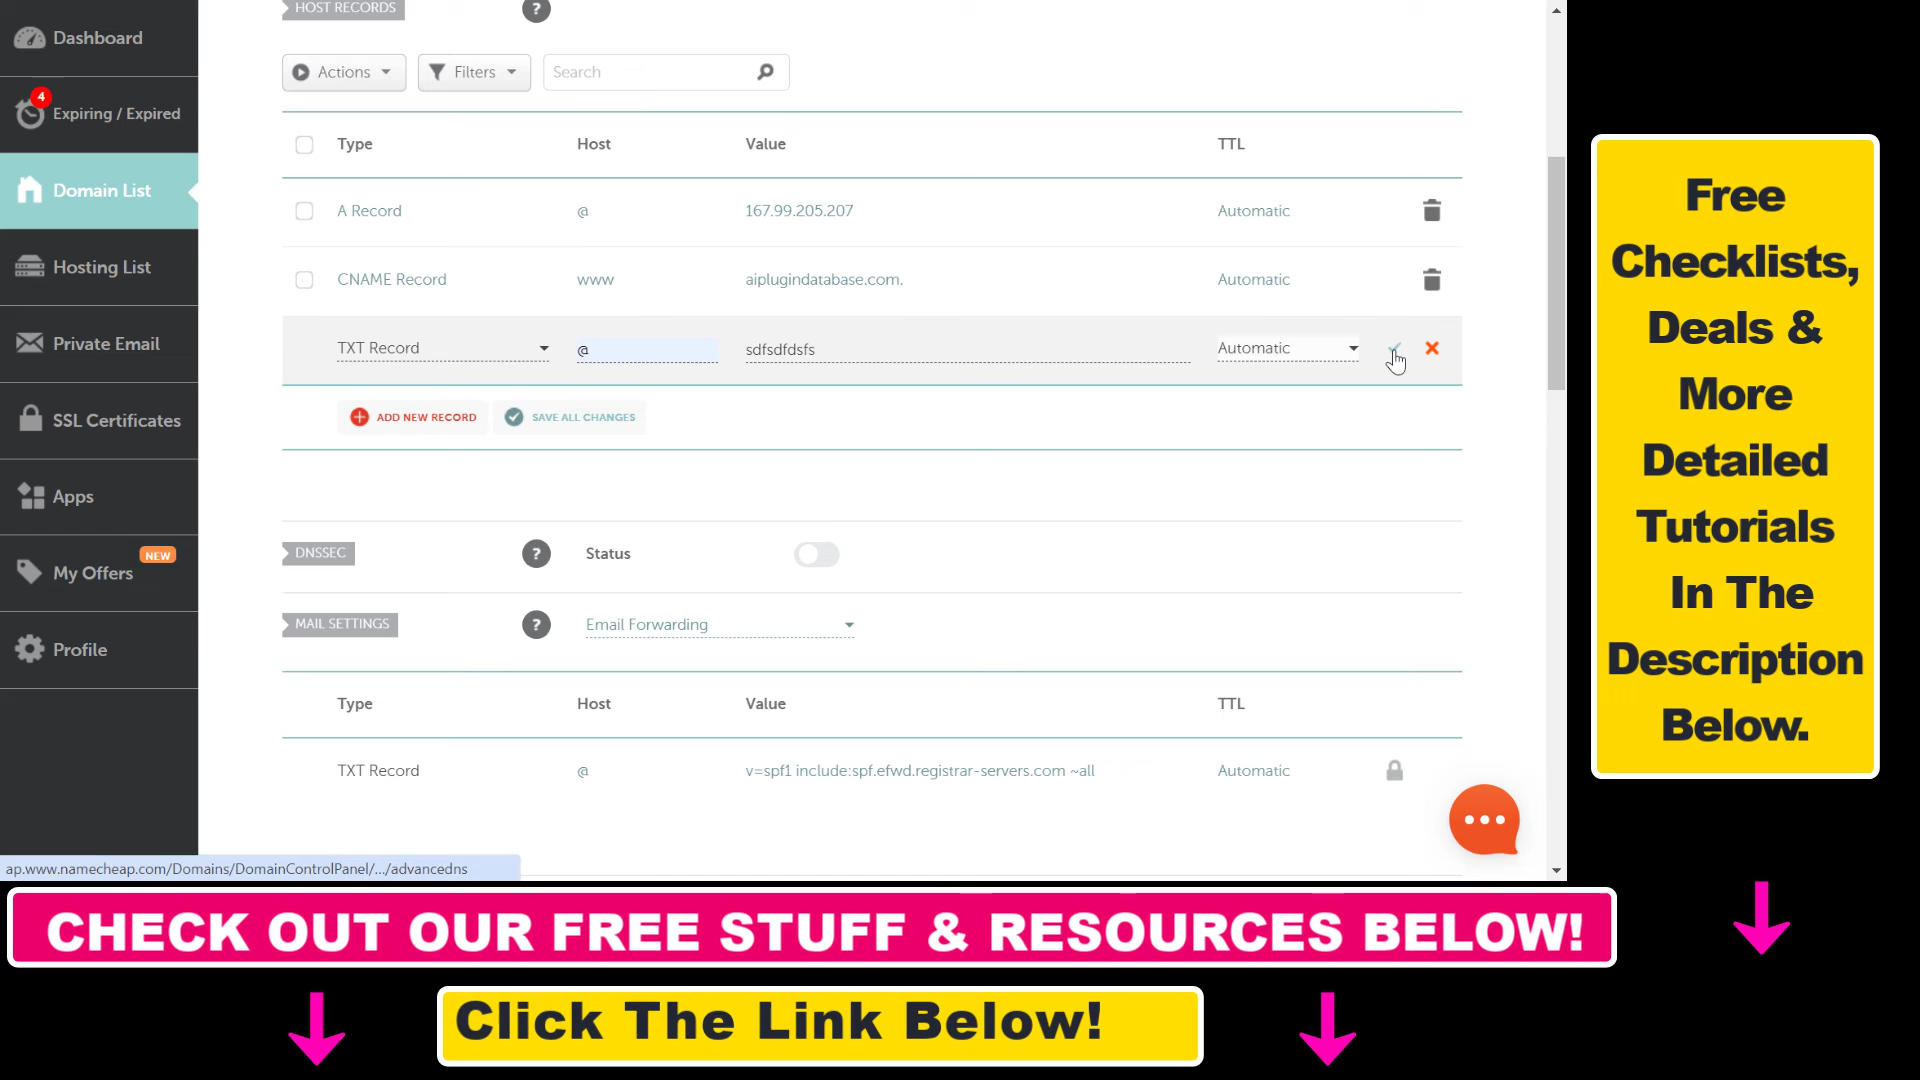 Dashboard
4
Expiring / Expired
Domain List
Hosting List
Private Email
SSL Certificates
Apps
NEW
My Offers
Profile
HOST RECORDS
?
Actions
Filters
Search
Type Host Value TTL
A Record @ 167.99.205.207 Automatic
CNAME Record www aiplugindatabase.com. Automatic
TXT Record @ sdfsdfdsfs Automatic
ADD NEW RECORD SAVE ALL CHANGES
DNSSEC ? Status
MAIL SETTINGS ? Email Forwarding
Type Host Value TTL
TXT Record @ v=spf1 include:spf.efwd.registrar-servers.com ~all Automatic
ap.www.namecheap.com/Domains/DomainControlPanel/.../advancedns
Free
Checklists,
Deals &
More
Detailed
Tutorials
In The
Description
Below.
CHECK OUT OUR FREE STUFF & RESOURCES BELOW!
Click The Link Below!